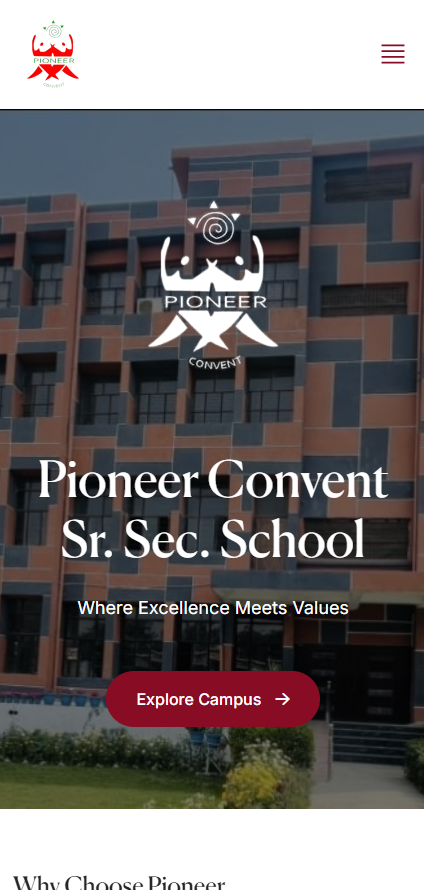 PIONEER
CONVENT
PIONEER
CONVENT
Pioneer Convent
Sr. Sec. School
Where Excellence Meets Values
Explore Campus
Why Choose Pioneer